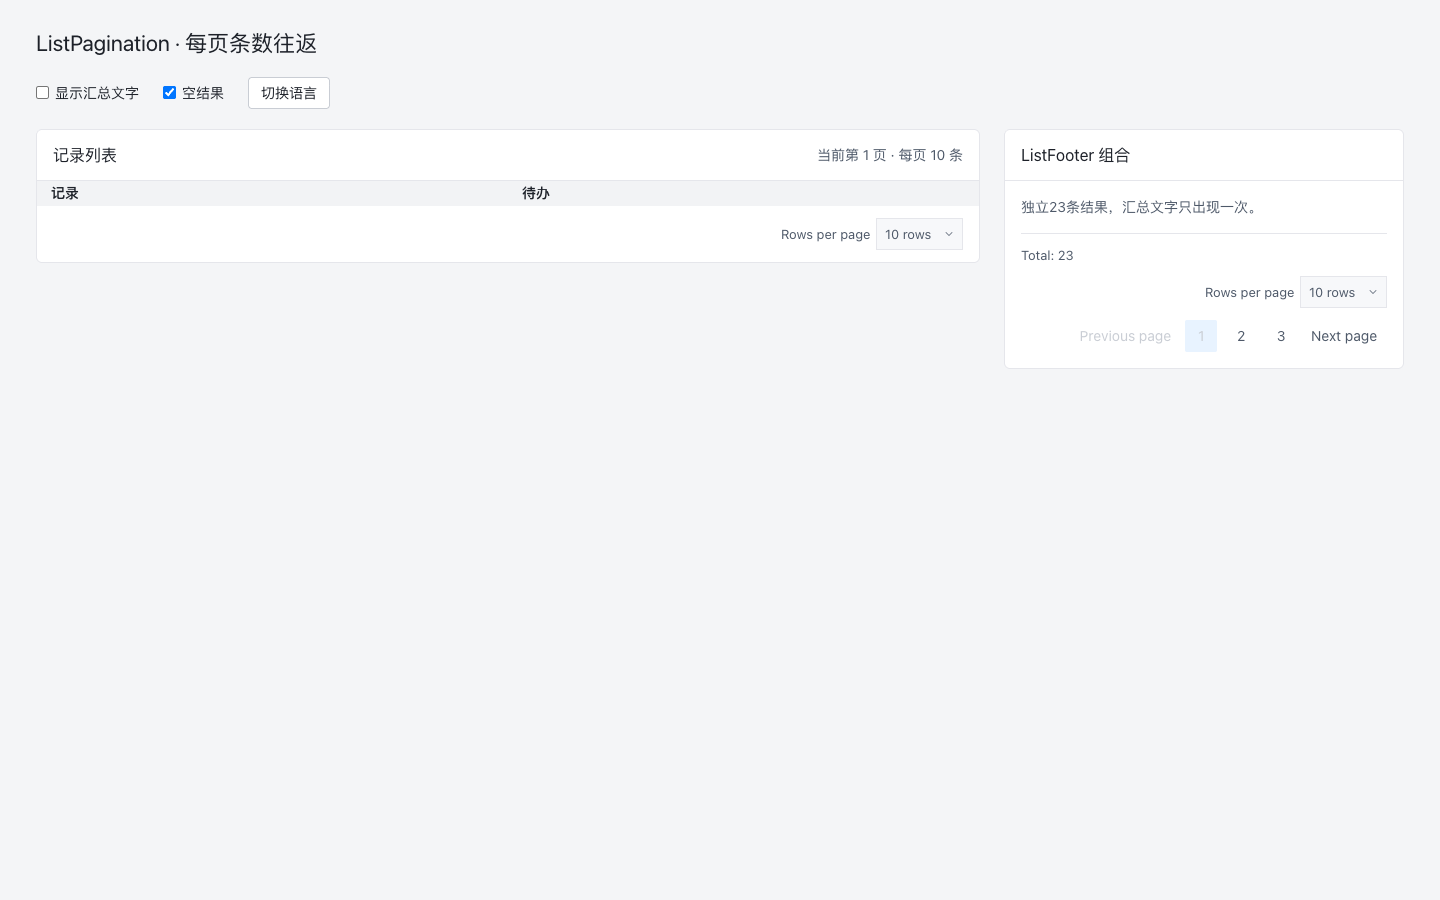 ListPagination · 每页条数往返
显示汇总文字 空结果 切换语言
记录列表 当前第 1 页 · 每页 10 条
记录 待办
Rows per page 10 rows
ListFooter 组合
独立23条结果，汇总文字只出现一次。
Total: 23
Rows per page 10 rows
Previous page 1 2 3 Next page